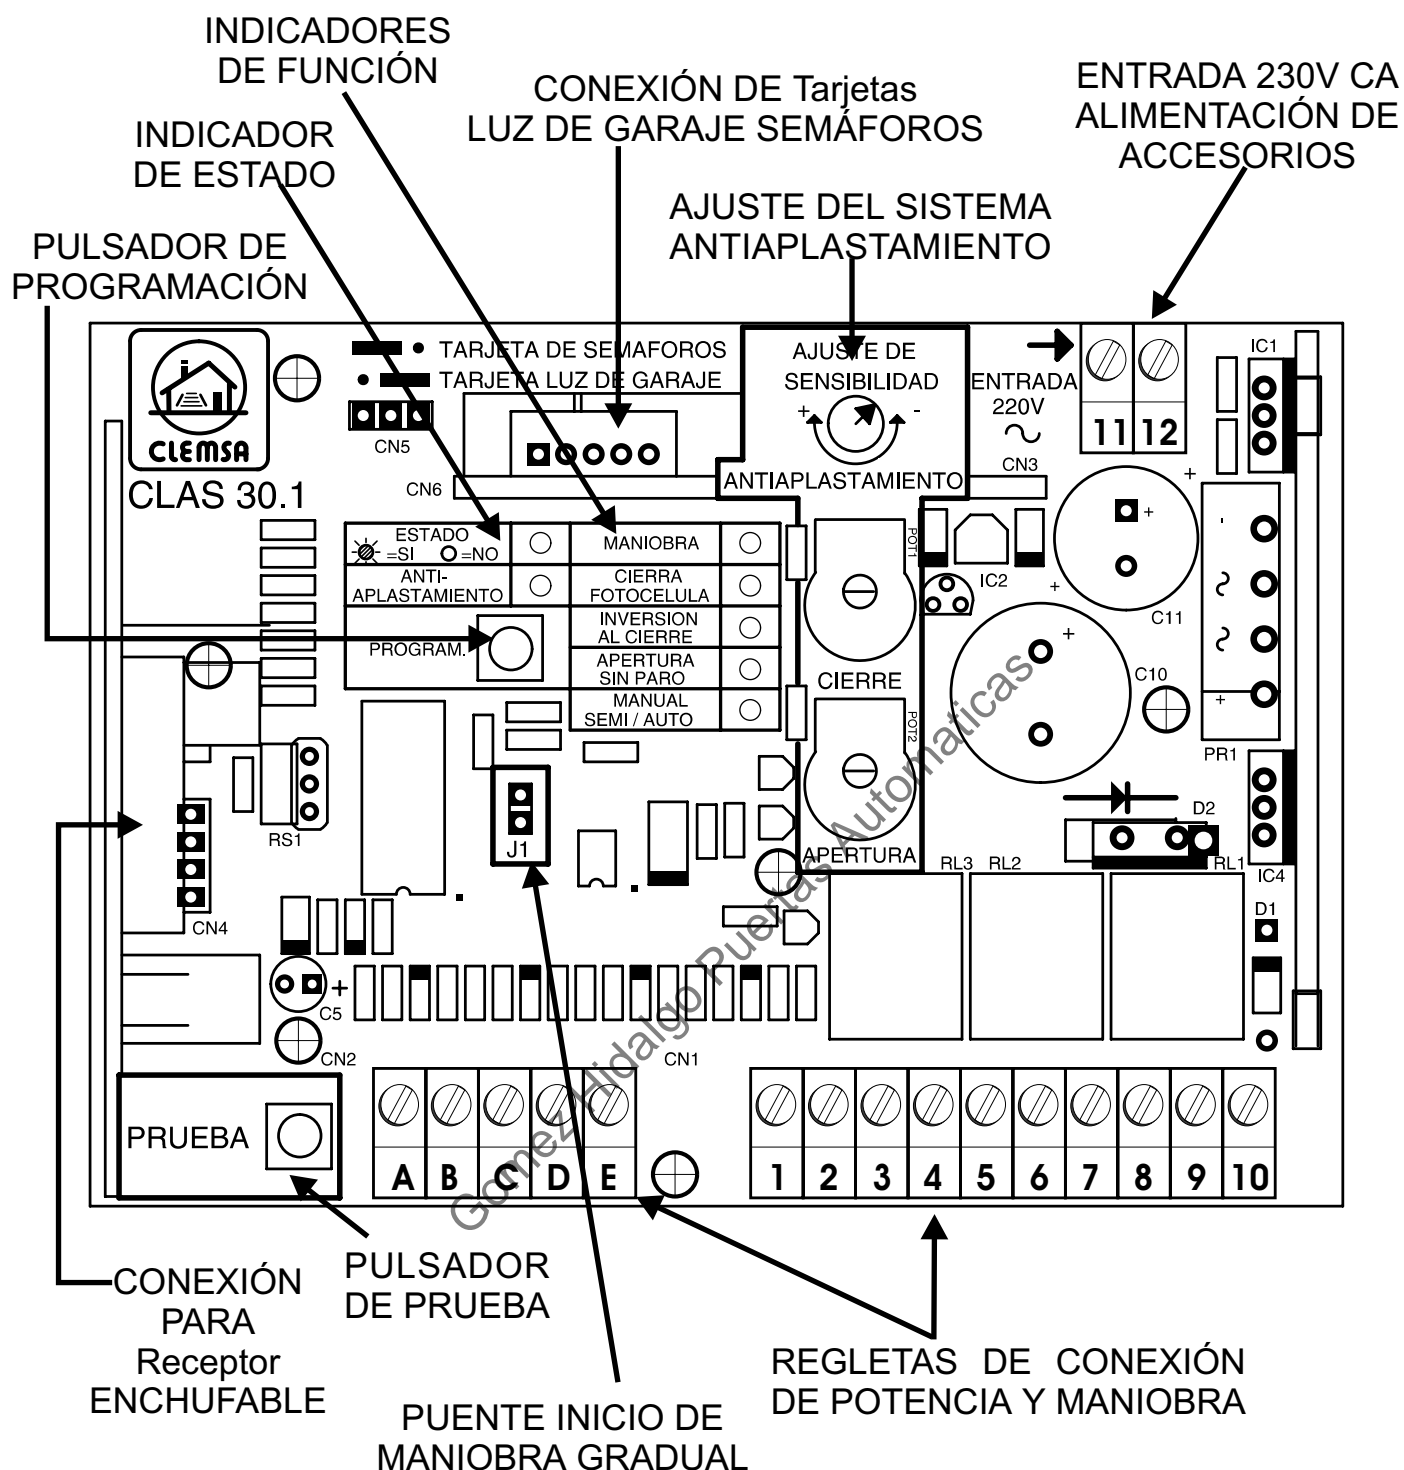 INDICADORES
DE FUNCIÓN
CONEXIÓN DE Tarjetas
LUZ DE GARAJE SEMÁFOROS
ENTRADA 230V CA
ALIMENTACIÓN DE
ACCESORIOS
INDICADOR
DE ESTADO
AJUSTE DEL SISTEMA
ANTIAPLASTAMIENTO
PULSADOR DE
PROGRAMACIÓN
CLEMSA
CLAS 30.1
TARJETA DE SEMAFOROS
TARJETA LUZ DE GARAJE
CN5
CN6
AJUSTE DE
SENSIBILIDAD
+ -
ANTIAPLASTAMIENTO
ENTRADA
220V
CN3
11 12
IC1
ESTADO
=SI =NO
ANTI-
APLASTAMIENTO
PROGRAM.
MANIOBRA
CIERRA
FOTOCELULA
INVERSION
AL CIERRE
APERTURA
SIN PARO
MANUAL
SEMI / AUTO
POT1
CIERRE
POT2
APERTURA
IC2
+
+
C11
+
+
C10
-
+
PR1
RS1
J1
CN4
D2
RL3 RL2 RL1
IC4
D1
+
C5
CN2
CN1
PRUEBA
A B C D E
1 2 3 4 5 6 7 8 9 10
Gomez Hidalgo Puertas Automaticas
CONEXIÓN
PARA
Receptor
ENCHUFABLE
PULSADOR
DE PRUEBA
PUENTE INICIO DE
MANIOBRA GRADUAL
REGLETAS DE CONEXIÓN
DE POTENCIA Y MANIOBRA